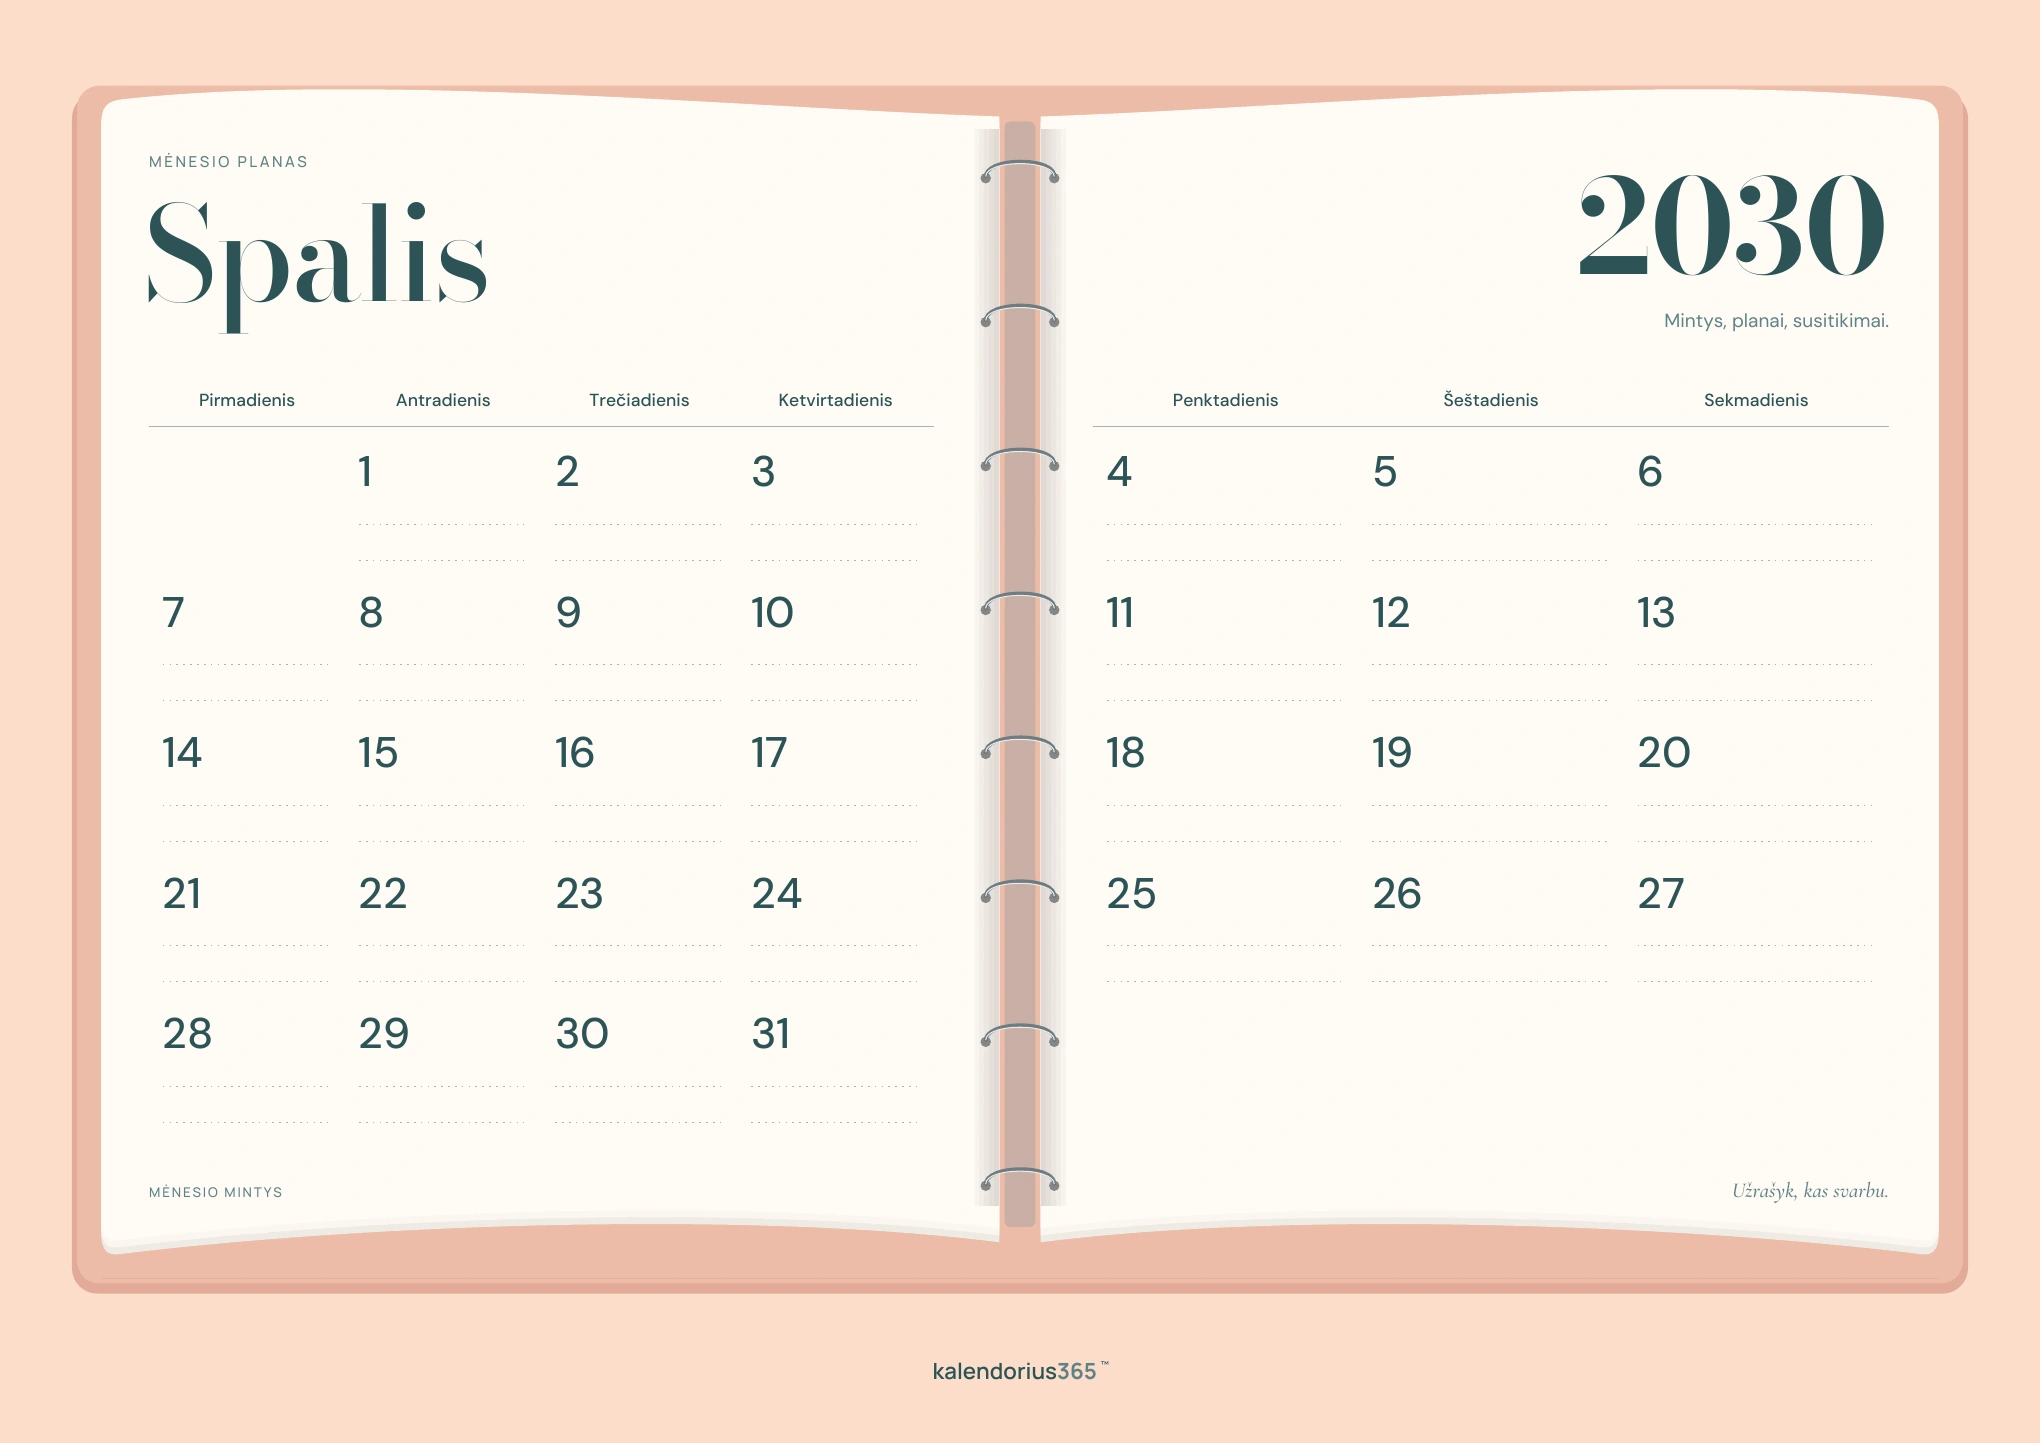 MĖNESIO PLANAS
Spalis
2030
Mintys, planai, susitikimai.
Pirmadienis Antradienis Trečiadienis Ketvirtadienis Penktadienis Šeštadienis Sekmadienis
1 2 3 4 5 6
7 8 9 10 11 12 13
14 15 16 17 18 19 20
21 22 23 24 25 26 27
28 29 30 31
MĖNESIO MINTYS
Užrašyk, kas svarbu.
kalendorius365™